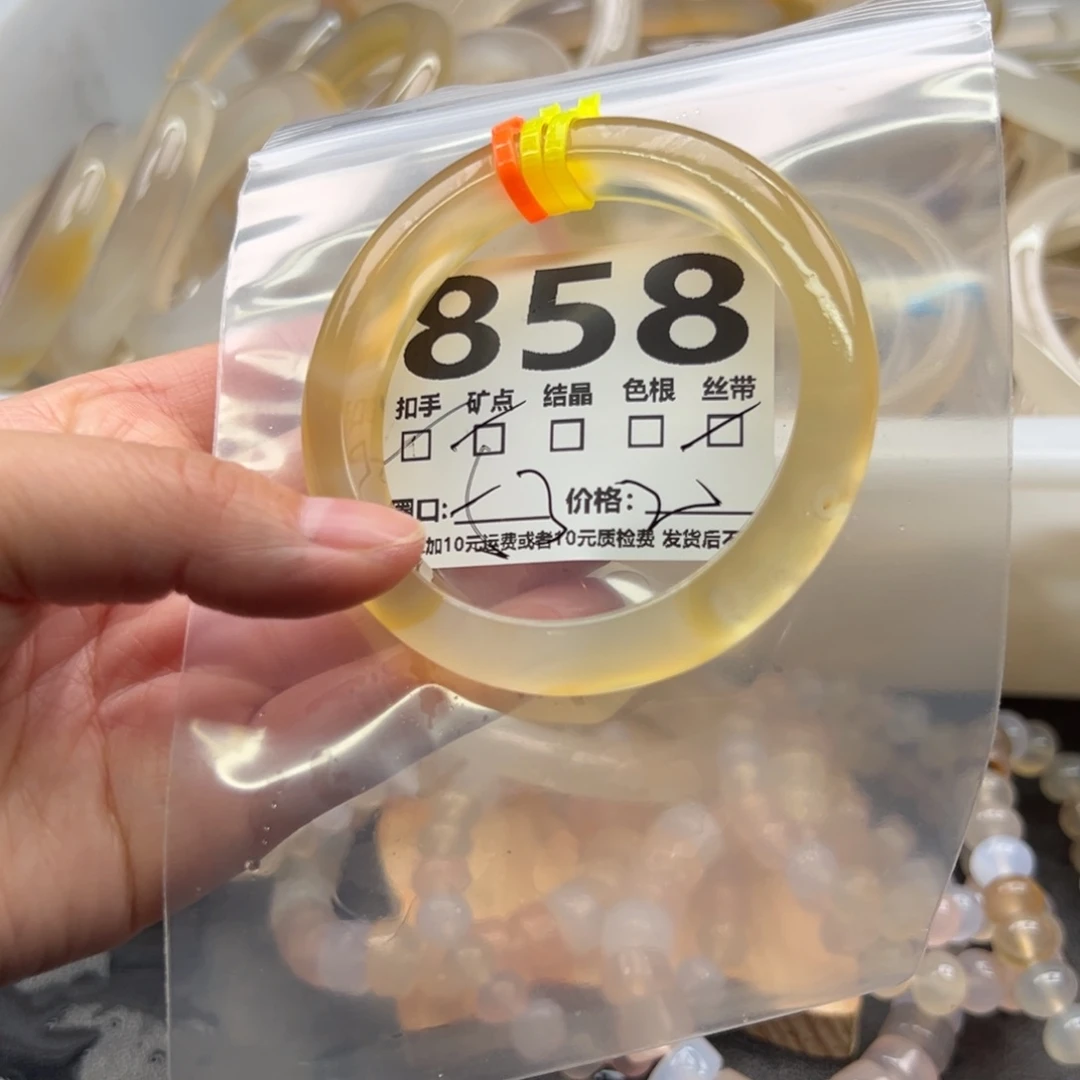 858
扣手 矿点 结晶 色根 丝带
圈口: 价格:
加10元运费或者10元质检费 发货后不